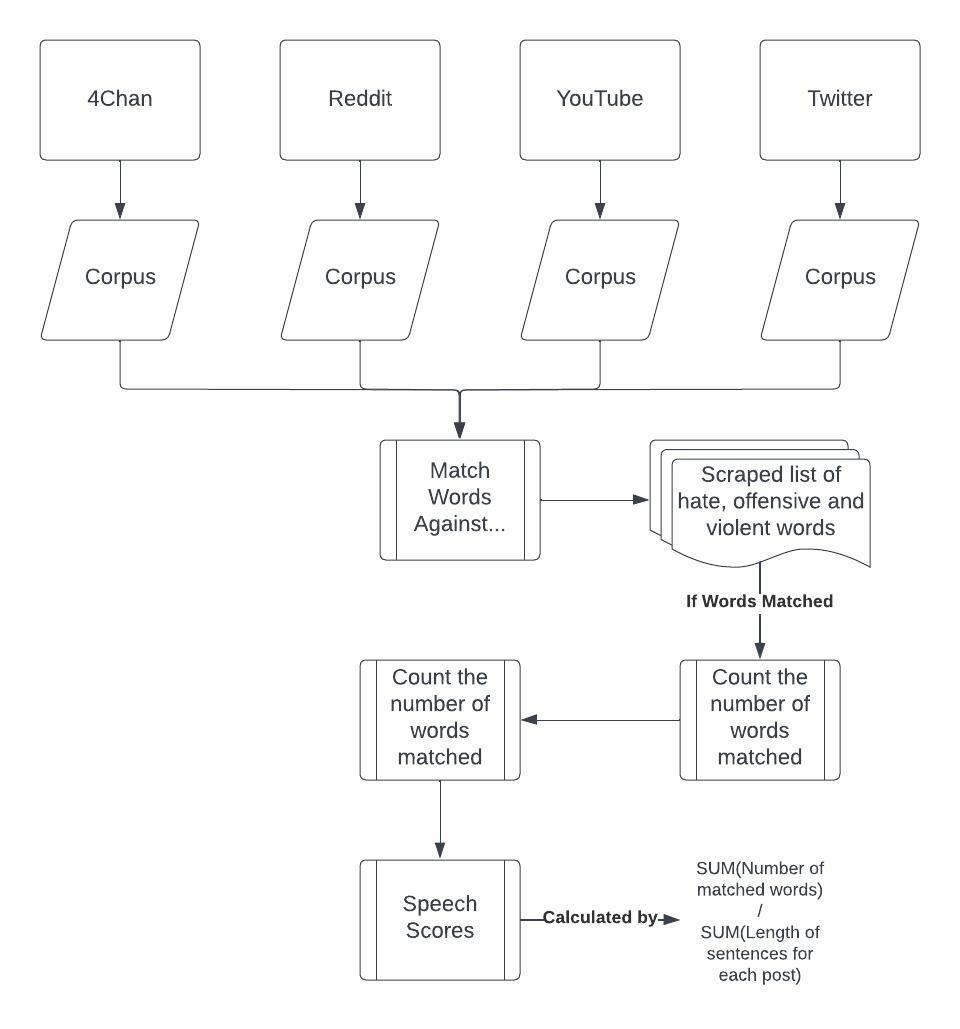 4Chan
Reddit
YouTube
Twitter
Corpus
Corpus
Corpus
Corpus
Match
Words
Against...
Scraped list of
hate, offensive and
violent words
If Words Matched
Count the
number of
words
matched
Count the
number of
words
matched
Speech
Scores
Calculated by
SUM(Number of
matched words)
/
SUM(Length of
sentences for
each post)